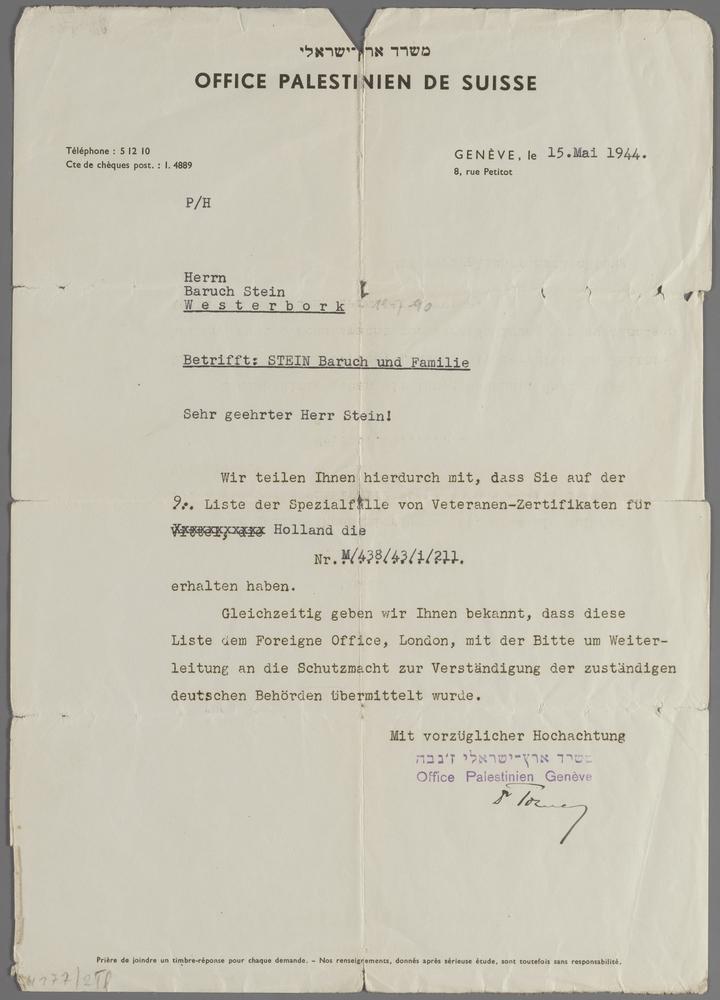 משרד ארץ־ישראלי
OFFICE PALESTINIEN DE SUISSE
Téléphone : 5 12 10
Cte de chèques post. : I. 4889
GENÈVE, le 15.Mai 1944.
8, rue Petitot
P/H
Herrn
Baruch Stein
Westerbork
Betrifft: STEIN Baruch und Familie
Sehr geehrter Herr Stein!
Wir teilen Ihnen hierdurch mit, dass Sie auf der
9.. Liste der Spezialfälle von Veteranen-Zertifikaten für
Holland die
Nr. M/438/43/1/211.
erhalten haben.
Gleichzeitig geben wir Ihnen bekannt, dass diese
Liste dem Foreigne Office, London, mit der Bitte um Weiter-
leitung an die Schutzmacht zur Verständigung der zuständigen
deutschen Behörden übermittelt wurde.
Mit vorzüglicher Hochachtung
משרד ארץ-ישראלי ז'נבה
Office Palestinien Genève
Prière de joindre un timbre-réponse pour chaque demande. – Nos renseignements, donnés après sérieuse étude, sont toutefois sans responsabilité.